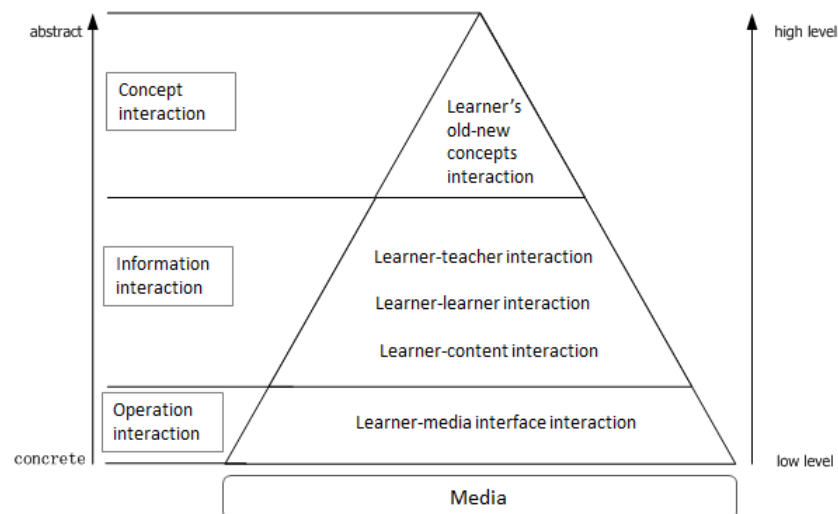 abstract
high level
Concept
interaction
Learner's
old-new
concepts
interaction
Information
interaction
Learner-teacher interaction
Learner-learner interaction
Learner-content interaction
Operation
interaction
Learner-media interface interaction
concrete
low level
Media